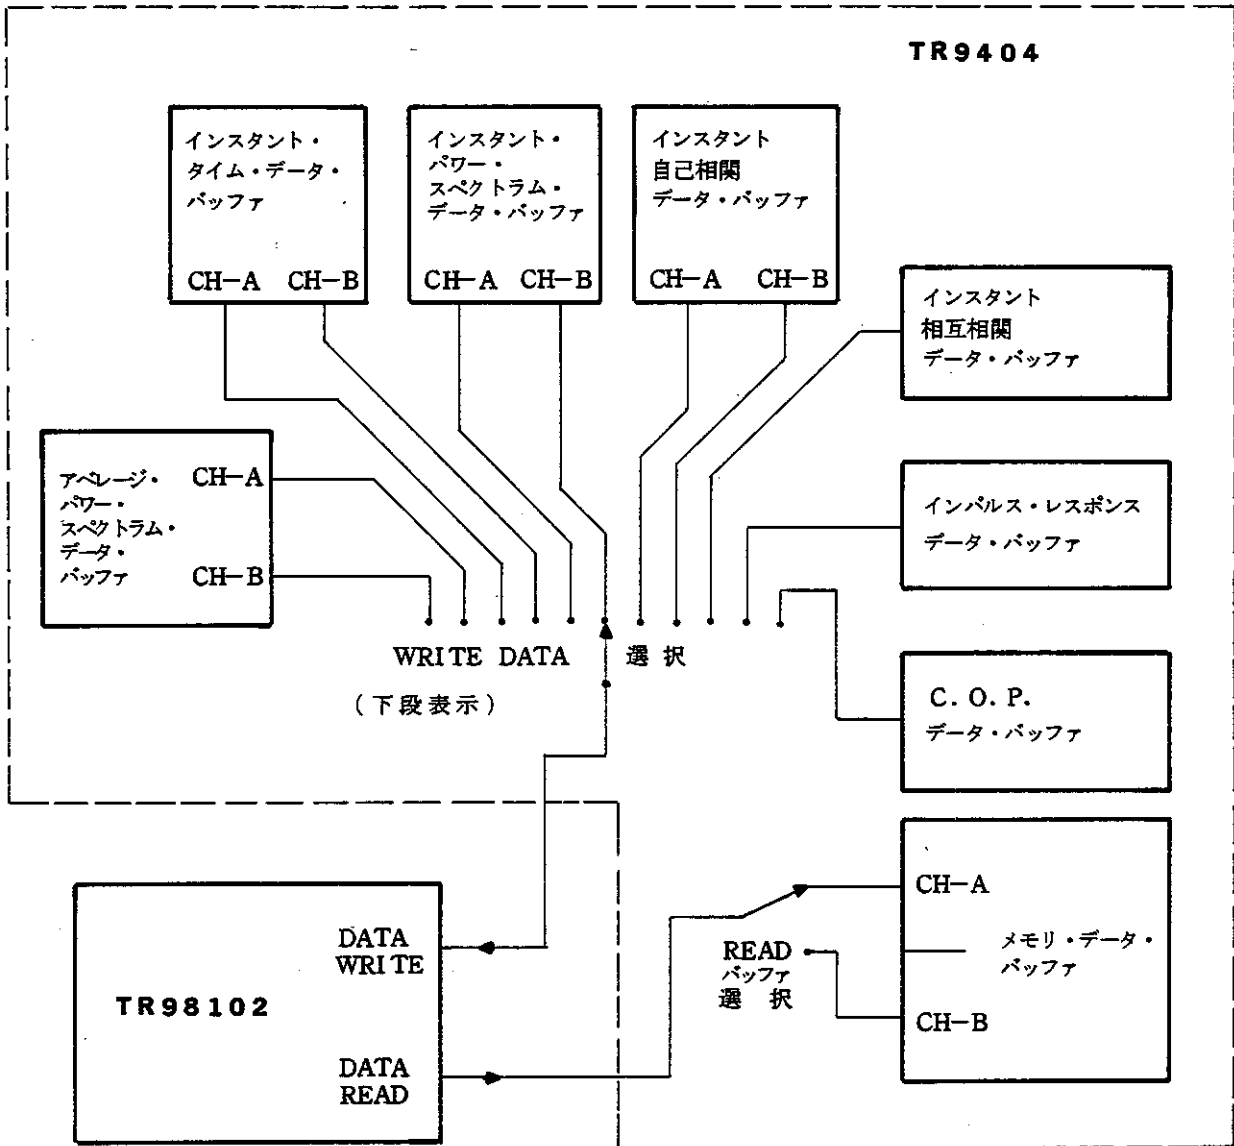 TR9404
インスタント・
タイム・データ・
バッファ
CH-A CH-B
インスタント・
パワー・
スペクトラム・
データ・バッファ
CH-A CH-B
インスタント
自己相関
データ・バッファ
CH-A CH-B
インスタント
相互相関
データ・バッファ
アベレージ・
パワー・
スペクトラム・
データ・
バッファ
CH-A
CH-B
インパルス・レスポンス
データ・バッファ
WRITE DATA 選択
(下段表示)
C. O. P.
データ・バッファ
TR98102
DATA
WRITE
DATA
READ
READ
バッファ
選択
CH-A
メモリ・データ・
バッファ
CH-B